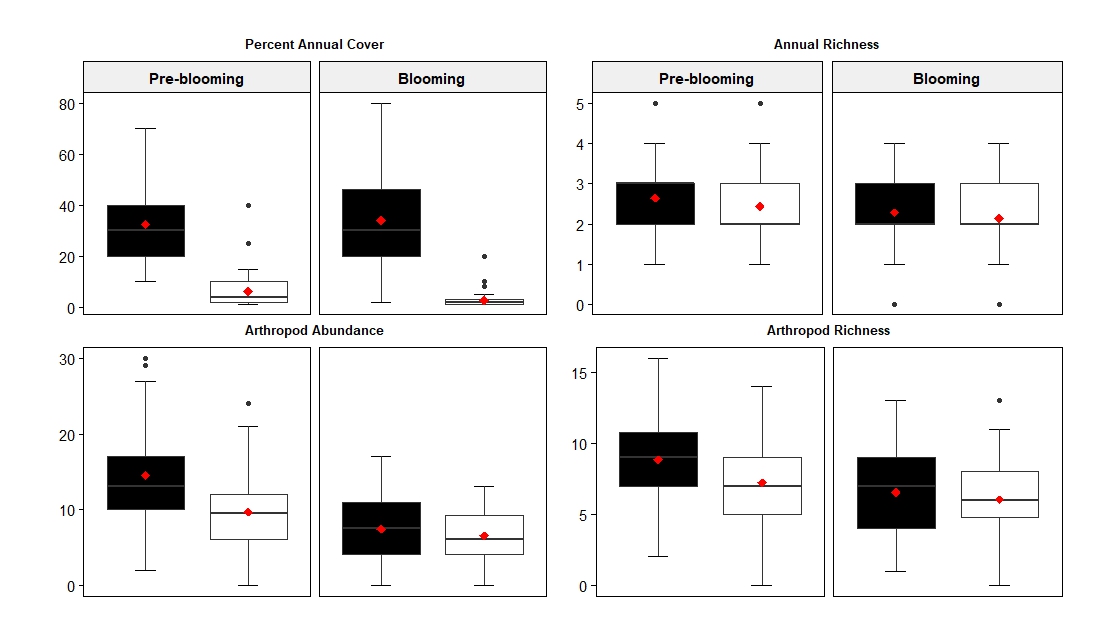 Percent Annual Cover
Annual Richness
Pre-blooming
Blooming
Pre-blooming
Blooming
80
60
40
20
0
5
4
3
2
1
0
Arthropod Abundance
Arthropod Richness
30
20
10
0
15
10
5
0